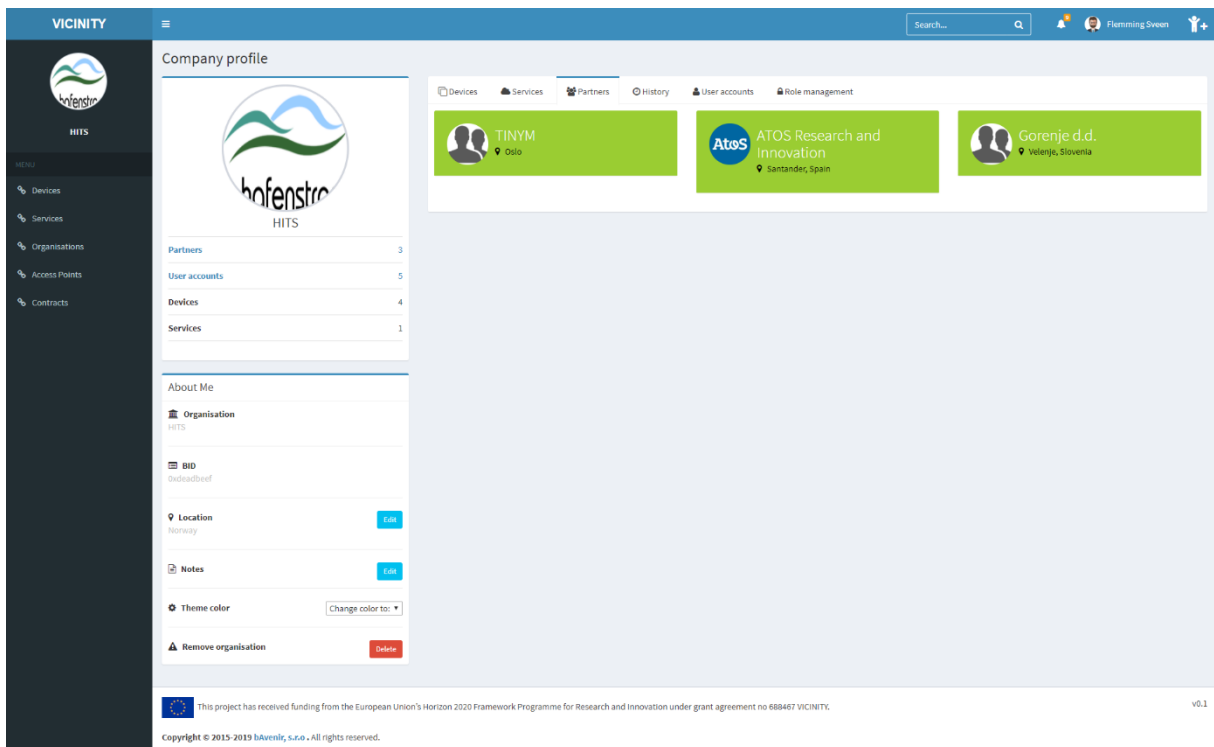 VICINITY
Search...
Flemming Sveen
hofenstro
HITS
MENU
Devices
Services
Organisations
Access Points
Contracts
Company profile
hofenstro
HITS
Partners 3
User accounts 5
Devices 4
Services 1
About Me
Organisation
HITS
BID
0xdeadbeef
Location
Edit
Norway
Notes
Edit
Theme color
Change color to:
Remove organisation
Delete
Devices Services Partners History User accounts Role management
TINYM
Oslo
AtoS
ATOS Research and
Innovation
Santander, Spain
Gorenje d.d.
Velenje, Slovenia
This project has received funding from the European Union's Horizon 2020 Framework Programme for Research and Innovation under grant agreement no 688467 VICINITY.
v0.1
Copyright © 2015-2019 bAvenir, s.r.o. All rights reserved.